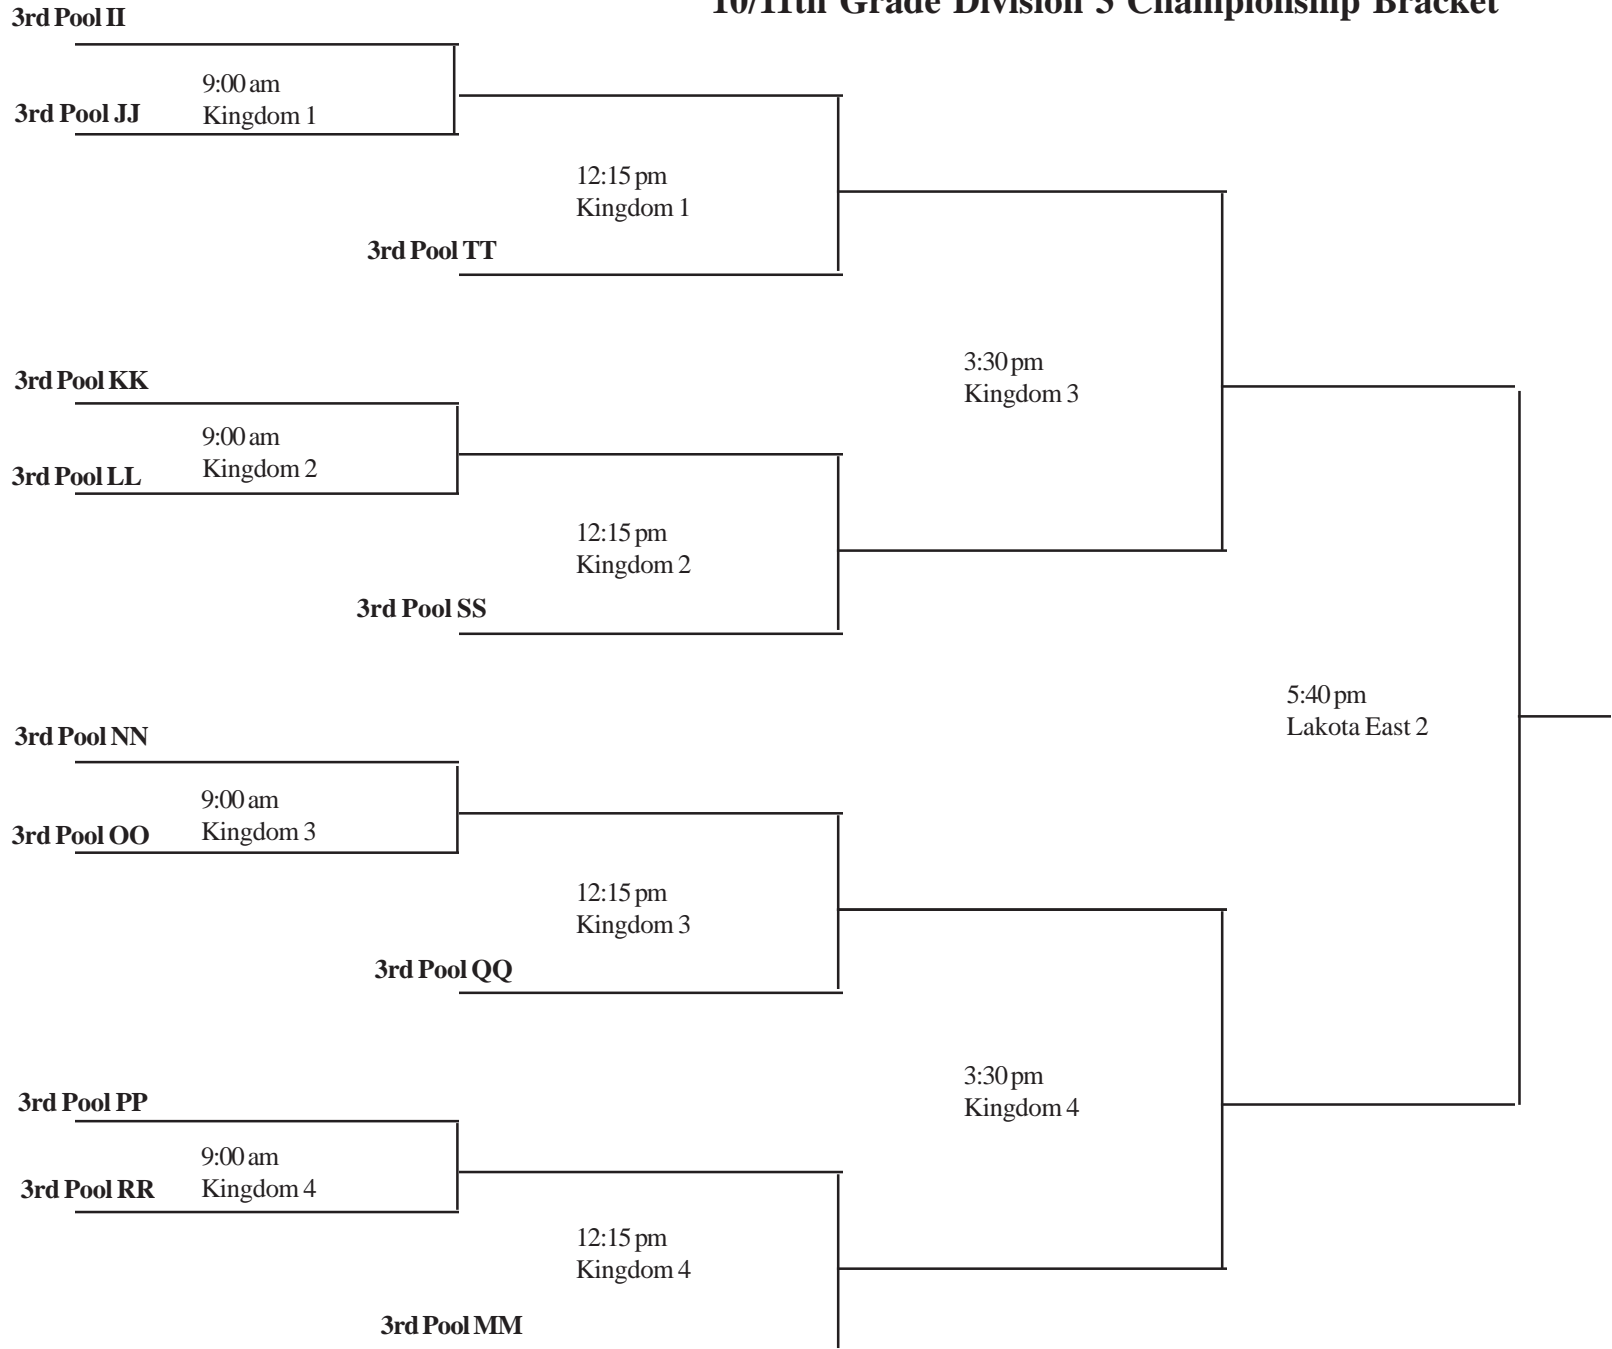 10/11th Grade Division 3 Championship Bracket
3rd Pool II
9:00 am
Kingdom 1
3rd Pool JJ
12:15 pm
Kingdom 1
3rd Pool TT
3:30 pm
Kingdom 3
3rd Pool KK
9:00 am
Kingdom 2
3rd Pool LL
12:15 pm
Kingdom 2
3rd Pool SS
5:40 pm
Lakota East 2
3rd Pool NN
9:00 am
Kingdom 3
3rd Pool OO
12:15 pm
Kingdom 3
3rd Pool QQ
3:30 pm
Kingdom 4
3rd Pool PP
9:00 am
Kingdom 4
3rd Pool RR
12:15 pm
Kingdom 4
3rd Pool MM